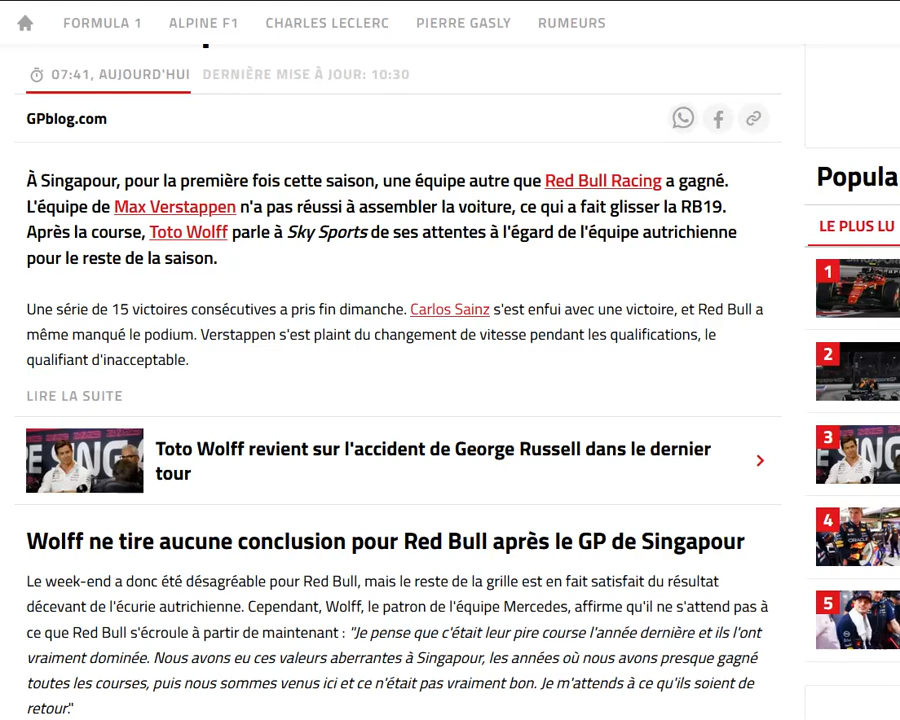 FORMULA 1 ALPINE F1 CHARLES LECLERC PIERRE GASLY RUMEURS
07:41, AUJOURD'HUI DERNIÈRE MISE À JOUR: 10:30
GPblog.com
À Singapour, pour la première fois cette saison, une équipe autre que Red Bull Racing a gagné.
L'équipe de Max Verstappen n'a pas réussi à assembler la voiture, ce qui a fait glisser la RB19.
Après la course, Toto Wolff parle à Sky Sports de ses attentes à l'égard de l'équipe autrichienne
pour le reste de la saison.
Une série de 15 victoires consécutives a pris fin dimanche. Carlos Sainz s'est enfui avec une victoire, et Red Bull a
même manqué le podium. Verstappen s'est plaint du changement de vitesse pendant les qualifications, le
qualifiant d'inacceptable.
LIRE LA SUITE
Toto Wolff revient sur l'accident de George Russell dans le dernier
tour
Wolff ne tire aucune conclusion pour Red Bull après le GP de Singapour
Le week-end a donc été désagréable pour Red Bull, mais le reste de la grille est en fait satisfait du résultat
décevant de l'écurie autrichienne. Cependant, Wolff, le patron de l'équipe Mercedes, affirme qu'il ne s'attend pas à
ce que Red Bull s'écroule à partir de maintenant : "Je pense que c'était leur pire course l'année dernière et ils l'ont
vraiment dominée. Nous avons eu ces valeurs aberrantes à Singapour, les années où nous avons presque gagné
toutes les courses, puis nous sommes venus ici et ce n'était pas vraiment bon. Je m'attends à ce qu'ils soient de
retour."
Popula
LE PLUS LU
1
2
3
4
5